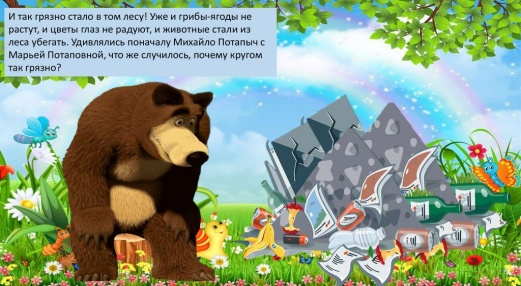 И так грязно стало в том лесу! Уже и грибы-ягоды не
растут, и цветы глаз не радуют, и животные стали из
леса убегать. Удивлялись поначалу Михайло Потапыч с
Марьей Потаповной, что же случилось, почему кругом
так грязно?